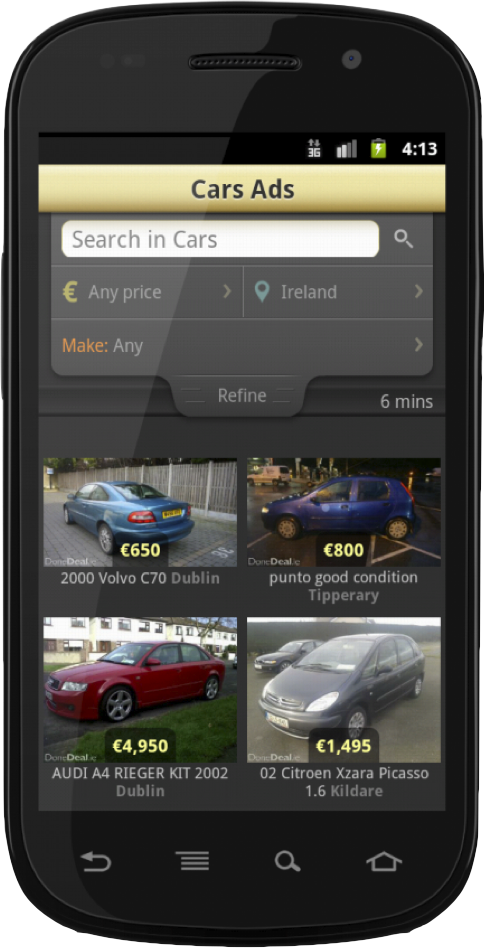 3G
4:13
Cars Ads
Search in Cars
€ Any price
Ireland
Make: Any
Refine
6 mins
DoneDeal.ie
€650
2000 Volvo C70 Dublin
DoneDeal.ie
€800
punto good condition
Tipperary
DoneDeal.ie
€4,950
AUDI A4 RIEGER KIT 2002
Dublin
DoneDeal.ie
€1,495
02 Citroen Xzara Picasso
1.6 Kildare